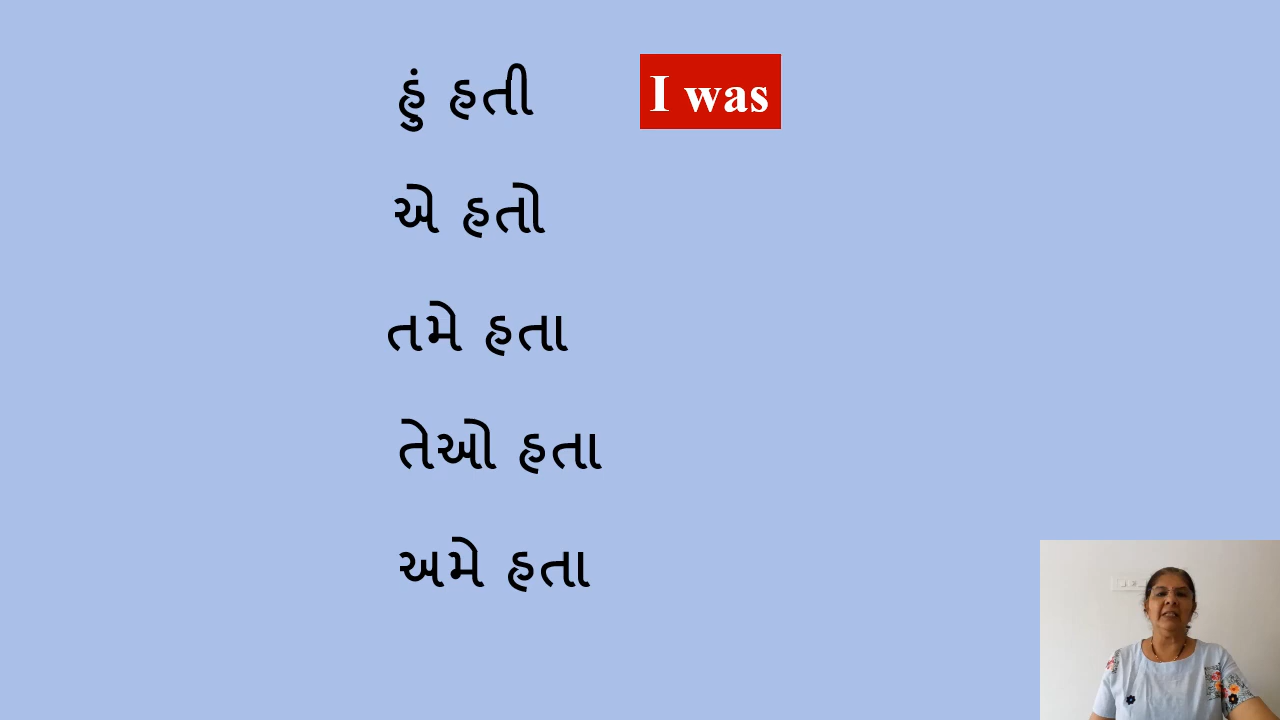 હું હતી
I was
એ હતો
તમે હતા
તેઓ હતા
અમે હતા